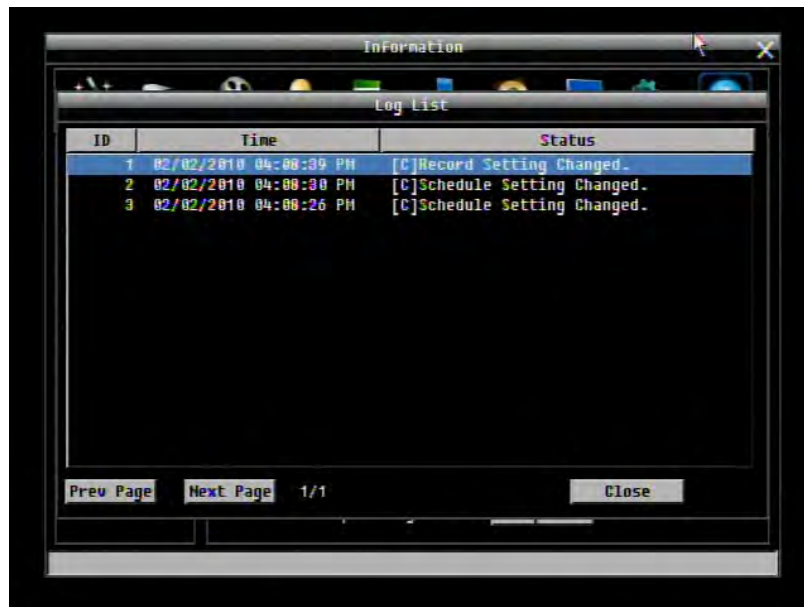 Information
X
Log List
ID Time Status
1 02/02/2010 04:08:39 PM [C]Record Setting Changed.
2 02/02/2010 04:08:30 PM [C]Schedule Setting Changed.
3 02/02/2010 04:08:26 PM [C]Schedule Setting Changed.
Prev Page Next Page 1/1 Close